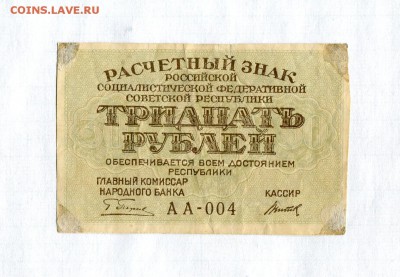 COINS.LAVE.RU
РАСЧЕТНЫЙ ЗНАК
РОССИЙСКОЙ
СОЦИАЛИСТИЧЕСКОЙ ФЕДЕРАТИВНОЙ
СОВЕТСКОЙ РЕСПУБЛИКИ
ТРИДЦАТЬ
РУБЛЕЙ
ОБЕСПЕЧИВАЕТСЯ ВСЕМ ДОСТОЯНИЕМ
РЕСПУБЛИКИ
ГЛАВНЫЙ КОМИССАР
НАРОДНОГО БАНКА
КАССИР
АА-004